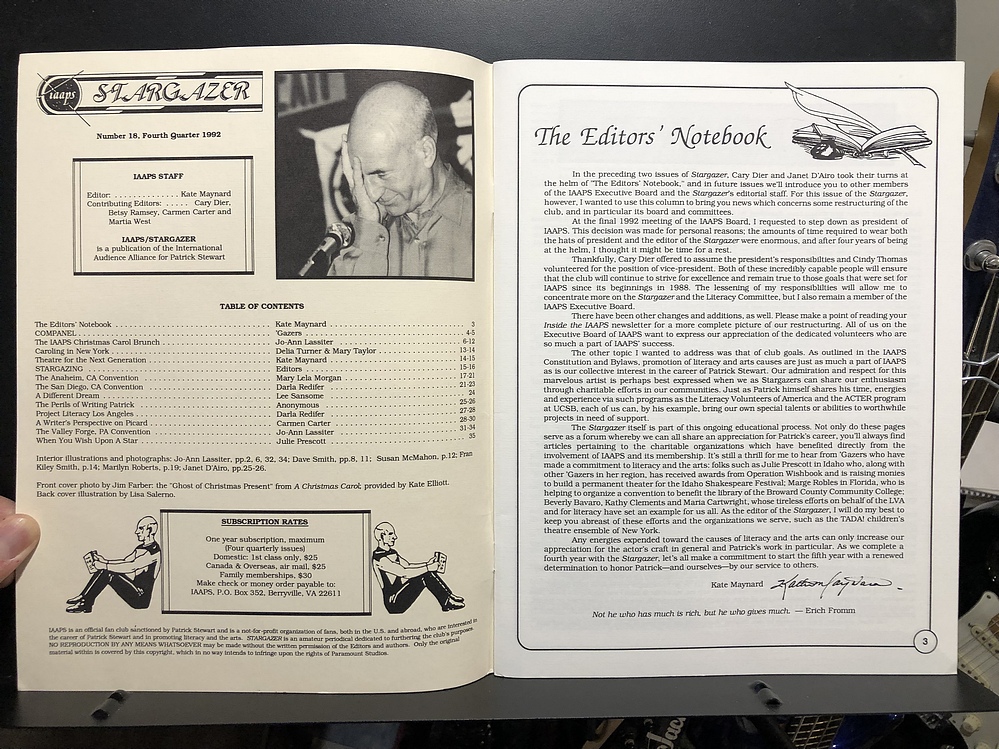 iaaps
STARGAZER
Number 18, Fourth Quarter 1992
IAAPS STAFF
Editor: . . . . . . . . . . . . Kate Maynard
Contributing Editors: . . . . . Cary Dier,
Betsy Ramsey, Carmen Carter and
Martia West
IAAPS/STARGAZER
is a publication of the International
Audience Alliance for Patrick Stewart
TABLE OF CONTENTS
The Editors' Notebook . . . . . Kate Maynard . . . . . 3
COMPANEL . . . . . 'Gazers . . . . . 4-5
The IAAPS Christmas Carol Brunch . . . . . Jo-Ann Lassiter . . . . . 6-12
Caroling in New York . . . . . Delia Turner & Mary Taylor . . . . . 13-14
Theatre for the Next Generation . . . . . Kate Maynard . . . . . 14-15
STARGAZING . . . . . Editors . . . . . 15-16
The Anaheim, CA Convention . . . . . Mary Lela Morgan . . . . . 17-21
The San Diego, CA Convention . . . . . Darla Redifer . . . . . 21-23
A Different Dream . . . . . Lee Sansome . . . . . 24
The Perils of Writing Patrick . . . . . Anonymous . . . . . 25-26
Project Literacy Los Angeles . . . . . Darla Redifer . . . . . 27-28
A Writer's Perspective on Picard . . . . . Carmen Carter . . . . . 28-30
The Valley Forge, PA Convention . . . . . Jo-Ann Lassiter . . . . . 31-34
When You Wish Upon A Star . . . . . Julie Prescott . . . . . 35
Interior illustrations and photographs: Jo-Ann Lassiter, pp.2, 6, 32, 34; Dave Smith, pp.8, 11; Susan McMahon, p.12; Fran
Kiley Smith, p.14; Marilyn Roberts, p.19; Janet D'Airo, pp.25-26.
Front cover photo by Jim Farber: the "Ghost of Christmas Present" from A Christmas Carol; provided by Kate Elliott.
Back cover illustration by Lisa Salerno.
SUBSCRIPTION RATES
One year subscription, maximum
(Four quarterly issues)
Domestic: 1st class only, $25
Canada & Overseas, air mail, $25
Family memberships, $30
Make check or money order payable to:
IAAPS, P.O. Box 352, Berryville, VA 22611
IAAPS is an official fan club sanctioned by Patrick Stewart and is a not-for-profit organization of fans, both in the U.S. and abroad, who are interested in
the career of Patrick Stewart and in promoting literacy and the arts. STARGAZER is an amateur periodical dedicated to furthering the club's purposes.
NO REPRODUCTION BY ANY MEANS WHATSOEVER may be made without the written permission of the Editors and authors. Only the original
material within is covered by this copyright, which in no way intends to infringe upon the rights of Paramount Studios.
The Editors' Notebook
In the preceding two issues of Stargazer, Cary Dier and Janet D'Airo took their turns at
the helm of "The Editors' Notebook," and in future issues we'll introduce you to other members
of the IAAPS Executive Board and the Stargazer's editorial staff. For this issue of the Stargazer,
however, I wanted to use this column to bring you news which concerns some restructuring of the
club, and in particular its board and committees.
At the final 1992 meeting of the IAAPS Board, I requested to step down as president of
IAAPS. This decision was made for personal reasons; the amounts of time required to wear both
the hats of president and the editor of the Stargazer were enormous, and after four years of being
at the helm, I thought it might be time for a rest.
Thankfully, Cary Dier offered to assume the president's responsibilties and Cindy Thomas
volunteered for the position of vice-president. Both of these incredibly capable people will ensure
that the club will continue to strive for excellence and remain true to those goals that were set for
IAAPS since its beginnings in 1988. The lessening of my responsiblities will allow me to
concentrate more on the Stargazer and the Literacy Committee, but I also remain a member of the
IAAPS Executive Board.
There have been other changes and additions, as well. Please make a point of reading your
Inside the IAAPS newsletter for a more complete picture of our restructuring. All of us on the
Executive Board of IAAPS want to express our appreciation of the dedicated volunteers who are
so much a part of IAAPS' success.
The other topic I wanted to address was that of club goals. As outlined in the IAAPS
Constitution and Bylaws, promotion of literacy and arts causes are just as much a part of IAAPS
as is our collective interest in the career of Patrick Stewart. Our admiration and respect for this
marvelous artist is perhaps best expressed when we as Stargazers can share our enthusiasm
through charitable efforts in our communities. Just as Patrick himself shares his time, energies
and experience via such programs as the Literacy Volunteers of America and the ACTER program
at UCSB, each of us can, by his example, bring our own special talents or abilities to worthwhile
projects in need of support.
The Stargazer itself is part of this ongoing educational process. Not only do these pages
serve as a forum whereby we can all share an appreciation for Patrick's career, you'll always find
articles pertaining to the charitable organizations which have benefited directly from the
involvement of IAAPS and its membership. It's still a thrill for me to hear from 'Gazers who have
made a commitment to literacy and the arts: folks such as Julie Prescott in Idaho who, along with
other 'Gazers in her region, has received awards from Operation Wishbook and is raising monies
to build a permanent theater for the Idaho Shakespeare Festival; Marge Robles in Florida, who is
helping to organize a convention to benefit the library of the Broward County Community College;
Beverly Bavaro, Kathy Clements and Maria Cartwright, whose tireless efforts on behalf of the LVA
and for literacy have set an example for us all. As the editor of the Stargazer, I will do my best to
keep you abreast of these efforts and the organizations we serve, such as the TADA! children's
theatre ensemble of New York.
Any energies expended toward the causes of literacy and the arts can only increase our
appreciation for the actor's craft in general and Patrick's work in particular. As we complete a
fourth year with the Stargazer, let's all make a commitment to start the fifth year with a renewed
determination to honor Patrick—and ourselves—by our service to others.
Kate Maynard
Not he who has much is rich, but he who gives much. — Erich Fromm
3